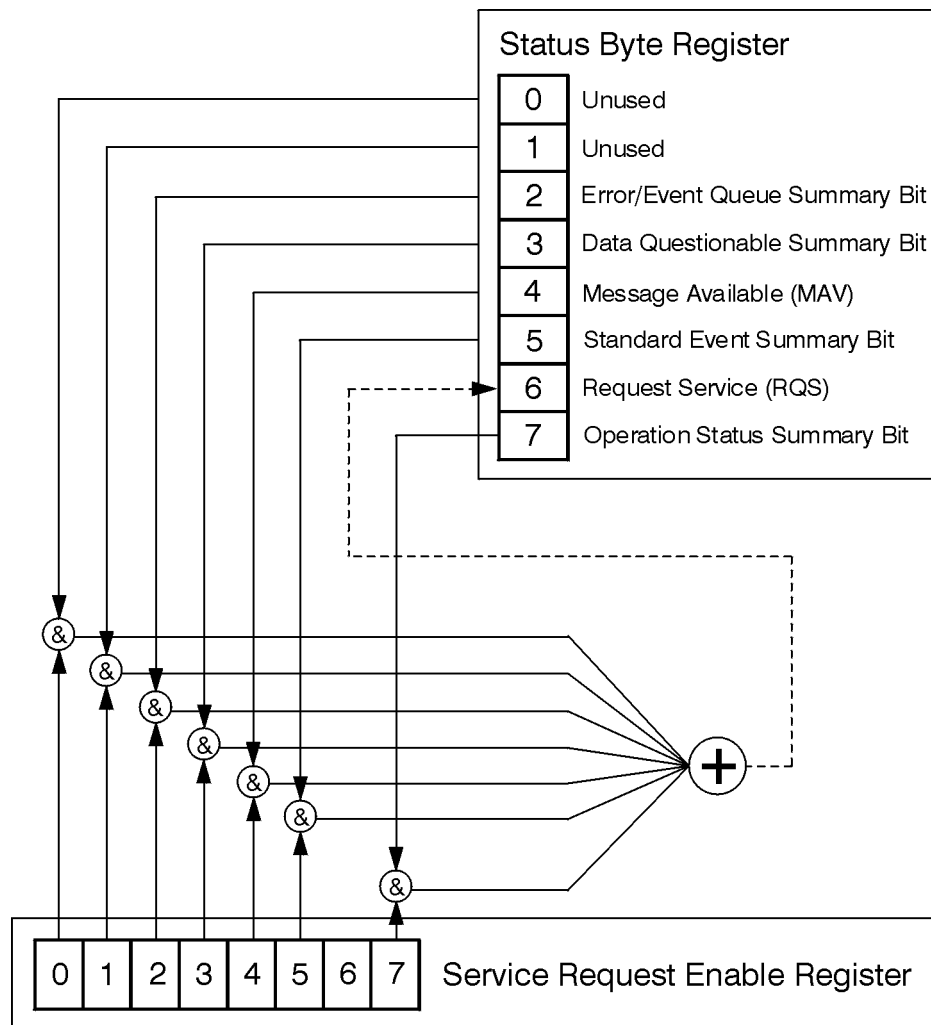 Status Byte Register
0 Unused
1 Unused
2 Error/Event Queue Summary Bit
3 Data Questionable Summary Bit
4 Message Available (MAV)
5 Standard Event Summary Bit
6 Request Service (RQS)
7 Operation Status Summary Bit
&
&
&
&
+
&
&
&
0 1 2 3 4 5 6 7 Service Request Enable Register